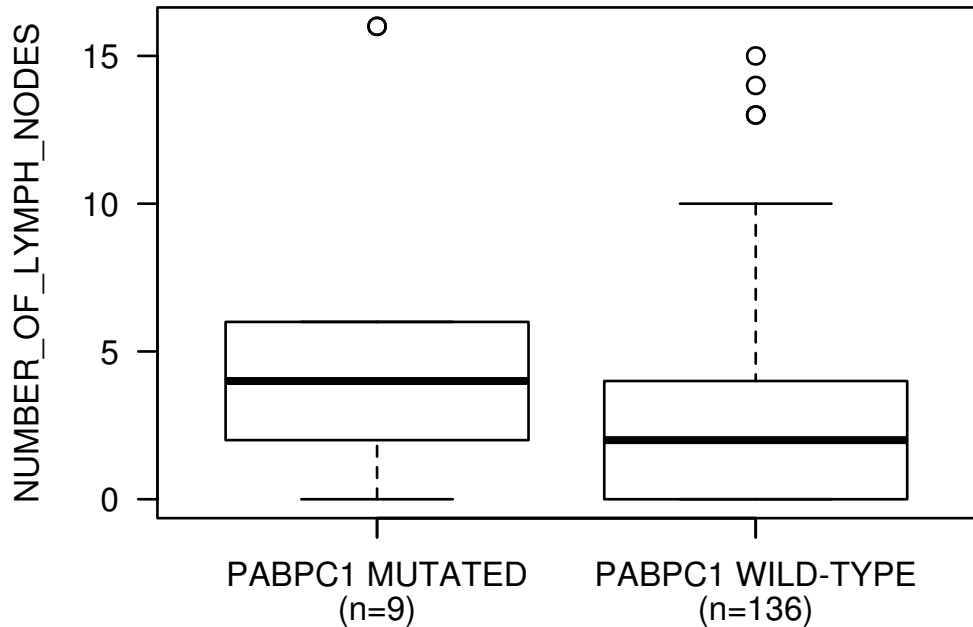 NUMBER_OF_LYMPH_NODES
15
10
5
0
PABPC1 MUTATED
(n=9)
PABPC1 WILD-TYPE
(n=136)